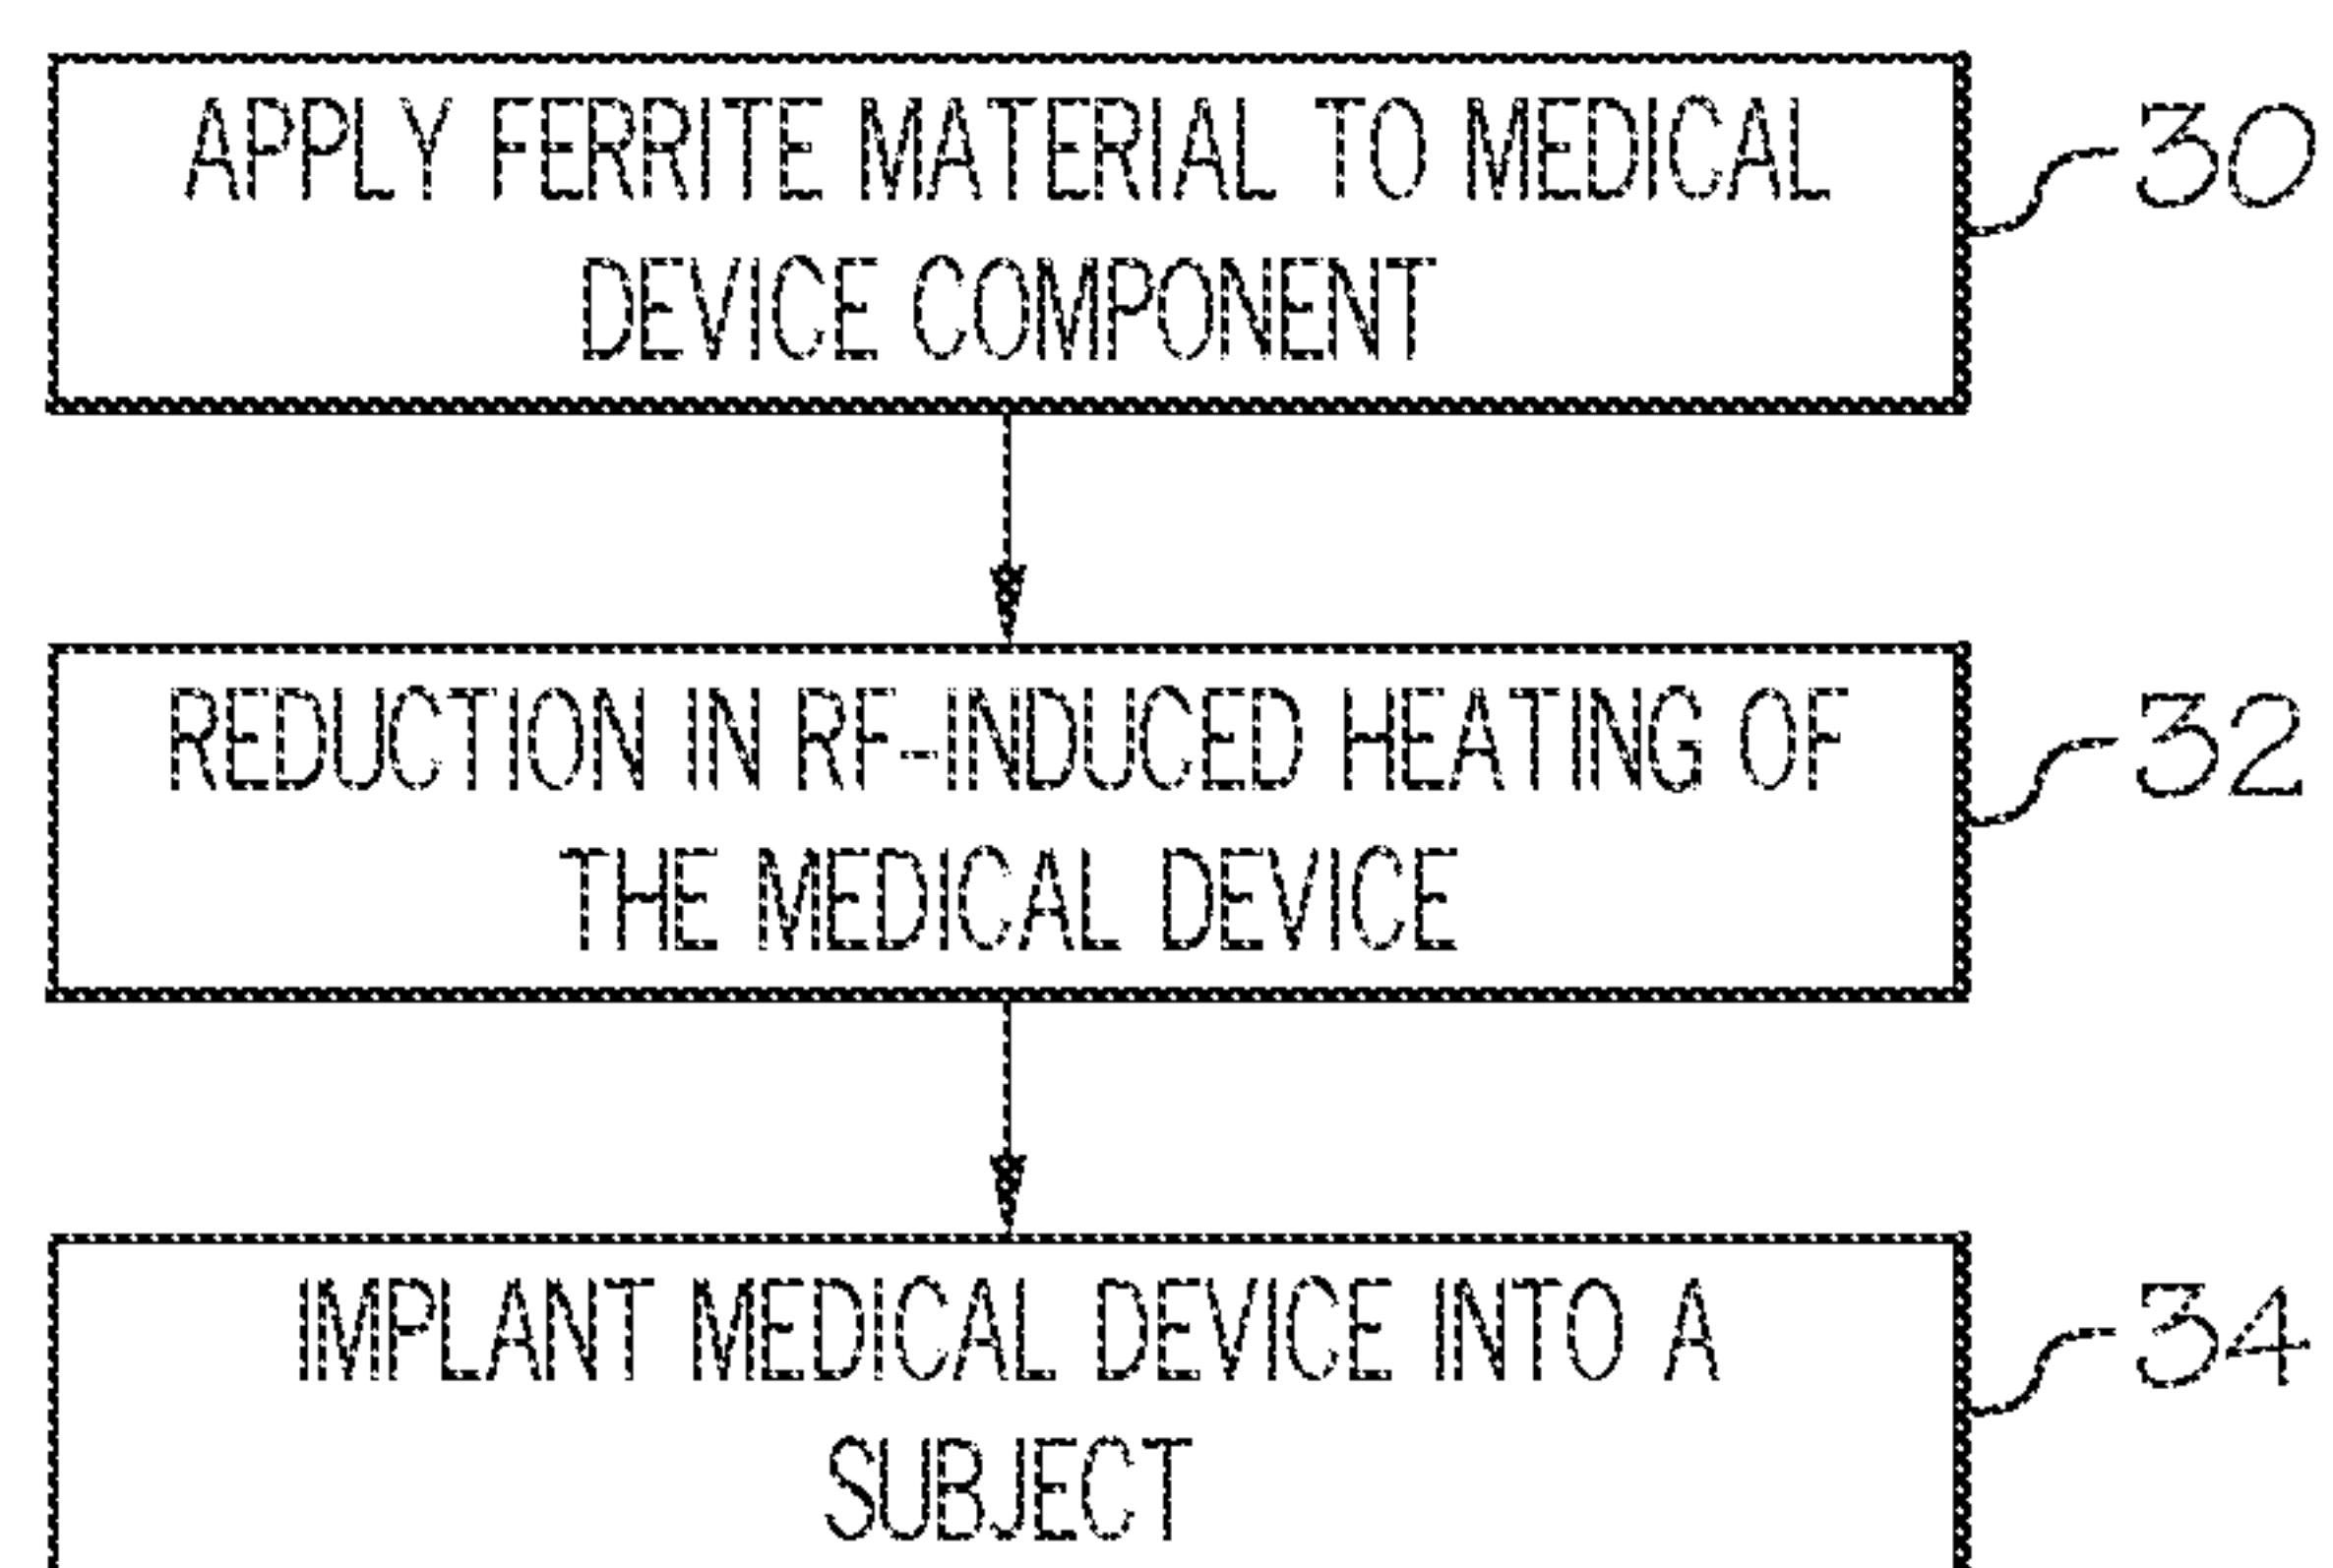 APPLY FERRITE MATERIAL TO MEDICAL
DEVICE COMPONENT
30
REDUCTION IN RF-INDUCED HEATING OF
THE MEDICAL DEVICE
32
IMPLANT MEDICAL DEVICE INTO A
SUBJECT
34